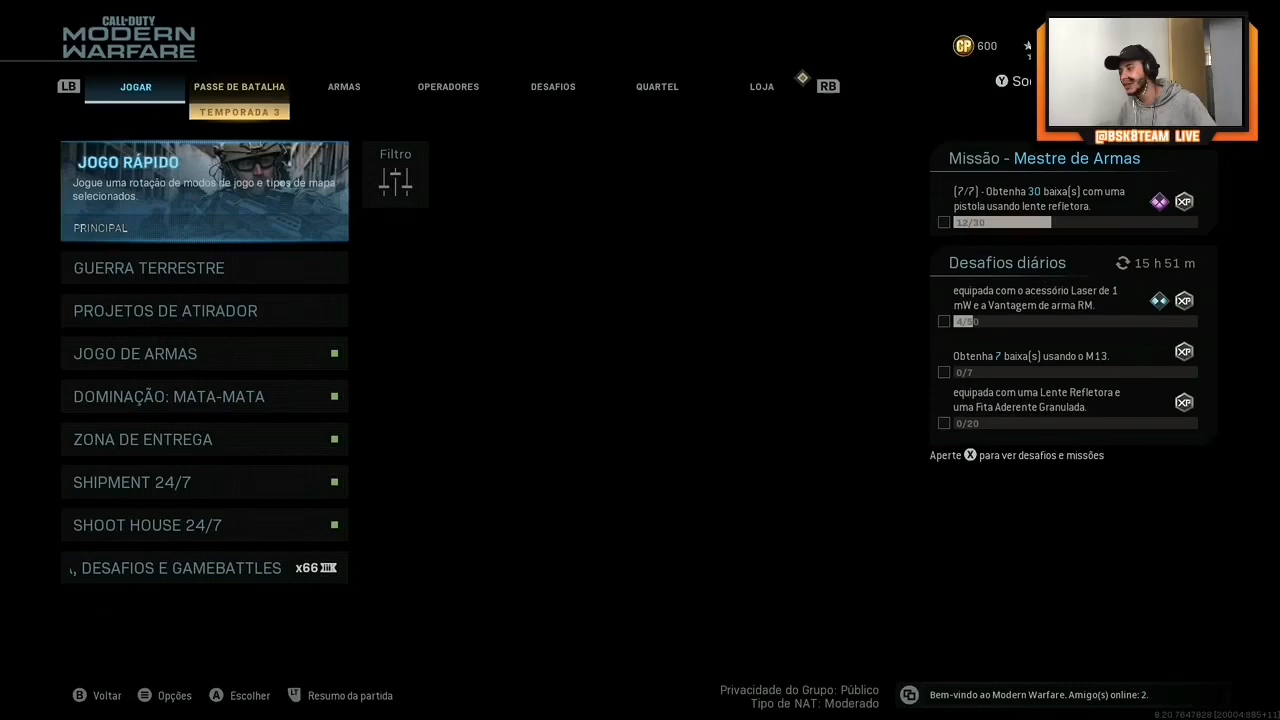 CALL OF DUTY
MODERN
WARFARE
CP 600
LB
JOGAR
PASSE DE BATALHA
ARMAS
OPERADORES
DESAFIOS
QUARTEL
LOJA
RB
Y
TEMPORADA 3
@BSK8TEAM LIVE
JOGO RÁPIDO
Jogue uma rotação de modos de jogo e tipos de mapa
selecionados.
PRINCIPAL
Filtro
GUERRA TERRESTRE
PROJETOS DE ATIRADOR
JOGO DE ARMAS
DOMINAÇÃO: MATA-MATA
ZONA DE ENTREGA
SHIPMENT 24/7
SHOOT HOUSE 24/7
, DESAFIOS E GAMEBATTLES x66
Missão - Mestre de Armas
(7/7) - Obtenha 30 baixa(s) com uma
pistola usando lente refletora.
XP
12/30
Desafios diários
15 h 51 m
equipada com o acessório Laser de 1
mW e a Vantagem de arma RM.
XP
4/50
Obtenha 7 baixa(s) usando o M13.
XP
0/7
equipada com uma Lente Refletora e
uma Fita Aderente Granulada.
XP
0/20
Aperte X para ver desafios e missões
B Voltar
Opções
A Escolher
LT Resumo da partida
Privacidade do Grupo: Público
Tipo de NAT: Moderado
Bem-vindo ao Modern Warfare. Amigo(s) online: 2.